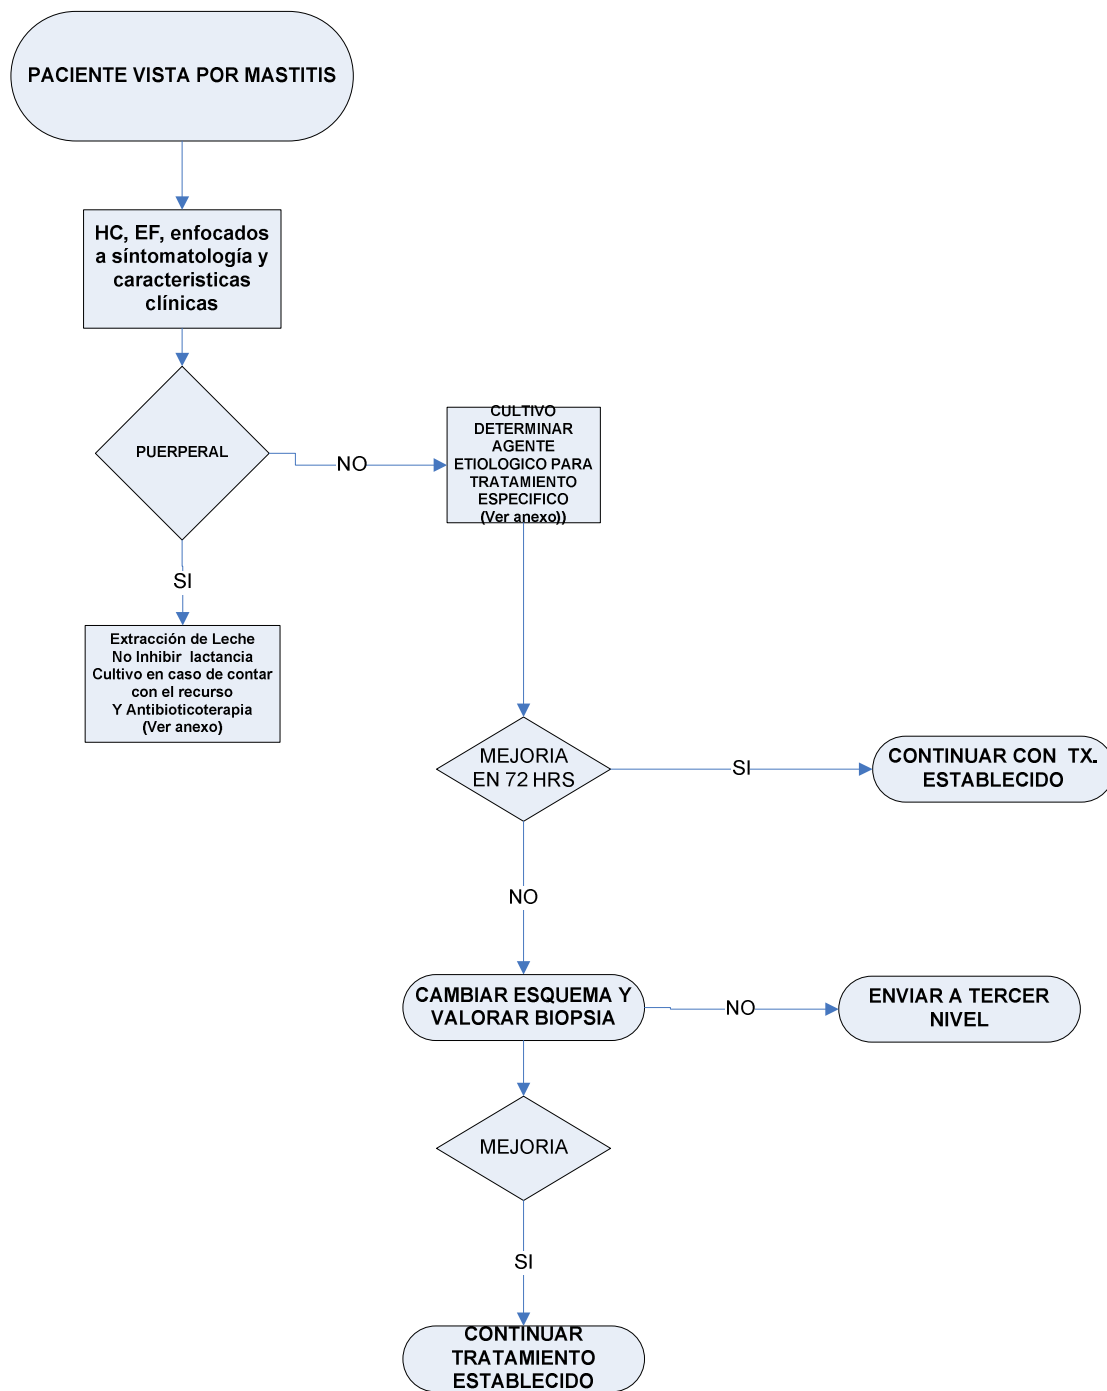 PACIENTE VISTA POR MASTITIS
HC, EF, enfocados
a síntomatología y
caracteristicas
clínicas
PUERPERAL
NO
CULTIVO
DETERMINAR
AGENTE
ETIOLOGICO PARA
TRATAMIENTO
ESPECIFICO
(Ver anexo))
SI
Extracción de Leche
No Inhibir lactancia
Cultivo en caso de contar
con el recurso
Y Antibioticoterapia
(Ver anexo)
MEJORIA
EN 72 HRS
SI
CONTINUAR CON TX.
ESTABLECIDO
NO
CAMBIAR ESQUEMA Y
VALORAR BIOPSIA
NO
ENVIAR A TERCER
NIVEL
MEJORIA
SI
CONTINUAR
TRATAMIENTO
ESTABLECIDO